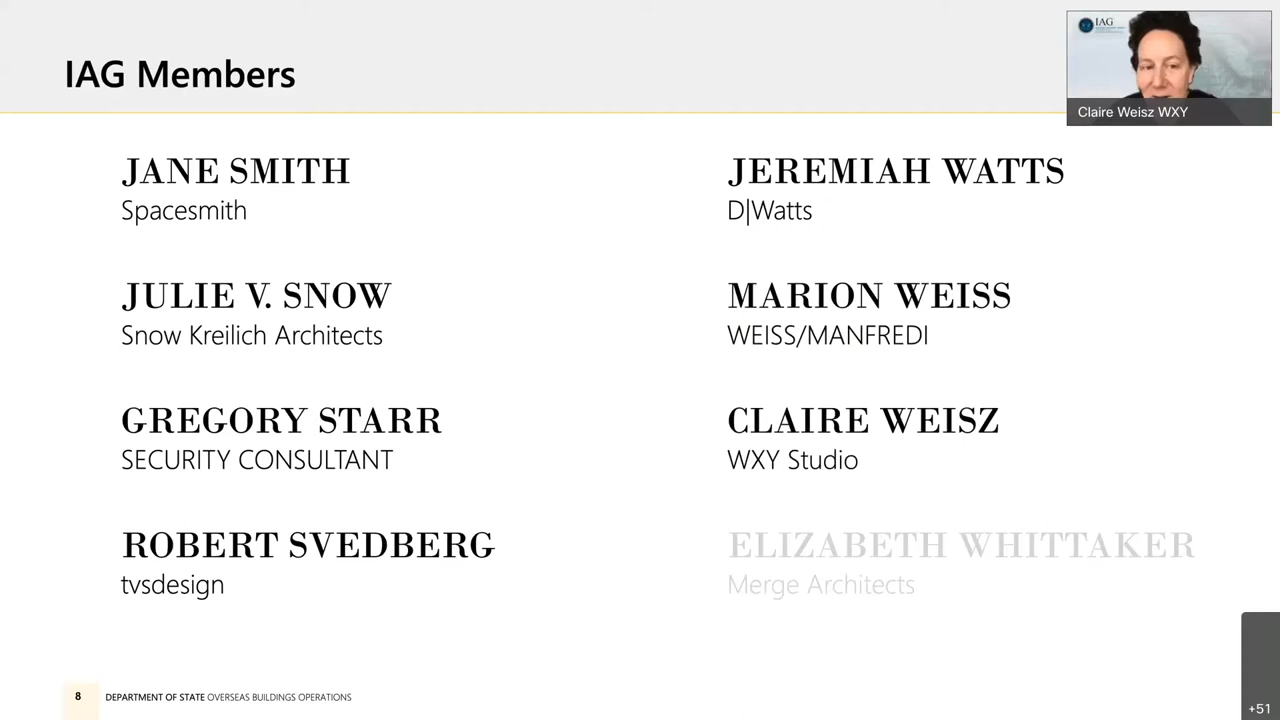 IAG Members
IAG
Claire Weisz WXY
JANE SMITH
Spacesmith
JEREMIAH WATTS
D|Watts
JULIE V. SNOW
Snow Kreilich Architects
MARION WEISS
WEISS/MANFREDI
GREGORY STARR
SECURITY CONSULTANT
CLAIRE WEISZ
WXY Studio
ROBERT SVEDBERG
tvsdesign
ELIZABETH WHITTAKER
Merge Architects
8
DEPARTMENT OF STATE OVERSEAS BUILDINGS OPERATIONS
+51